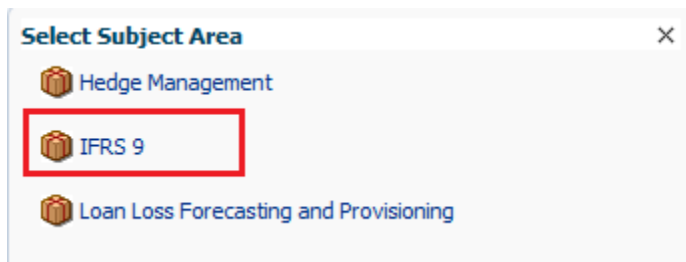 Select Subject Area
Hedge Management
IFRS 9
Loan Loss Forecasting and Provisioning